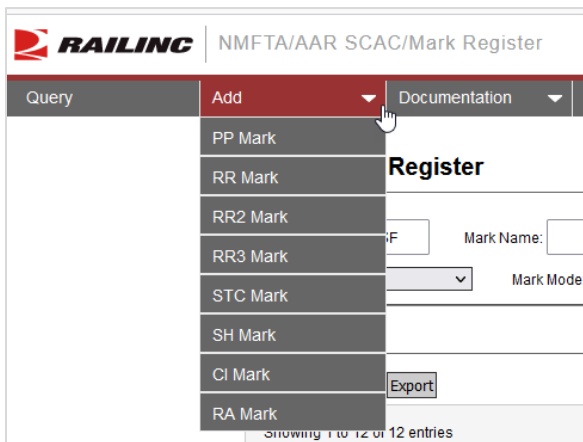 RAILINC NMFTA/AAR SCAC/Mark Register
Query Add Documentation
PP Mark
RR Mark
Register
RR2 Mark
SF Mark Name:
RR3 Mark
Mark Mode
STC Mark
SH Mark
CI Mark
Export
RA Mark
Showing 1 to 12 of 12 entries